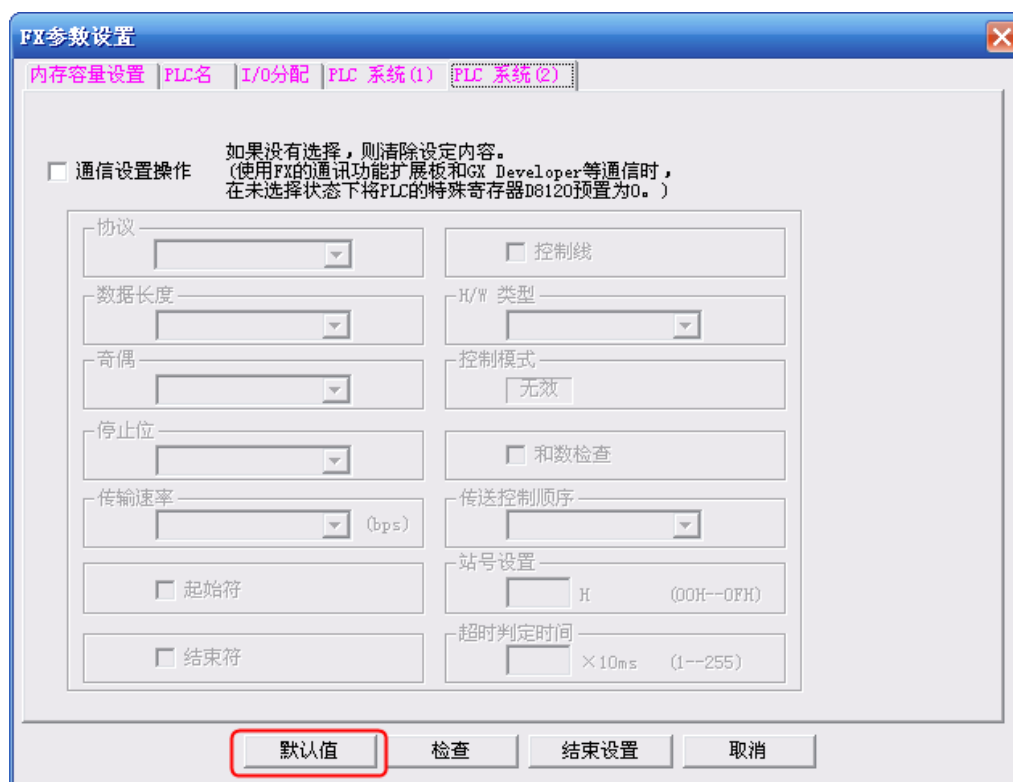 FX参数设置
内存容量设置 PLC名 I/O分配 PLC 系统(1) PLC 系统(2)
通信设置操作
如果没有选择，则清除设定内容。
(使用FX的通讯功能扩展板和GX Developer等通信时，
在未选择状态下将PLC的特殊寄存器D8120预置为0。)
协议
控制线
数据长度
H/W 类型
奇偶
控制模式
无效
停止位
和数检查
传输速率
(bps)
传送控制顺序
起始符
站号设置
H (00H--0FH)
结束符
超时判定时间
×10ms (1--255)
默认值 检查 结束设置 取消